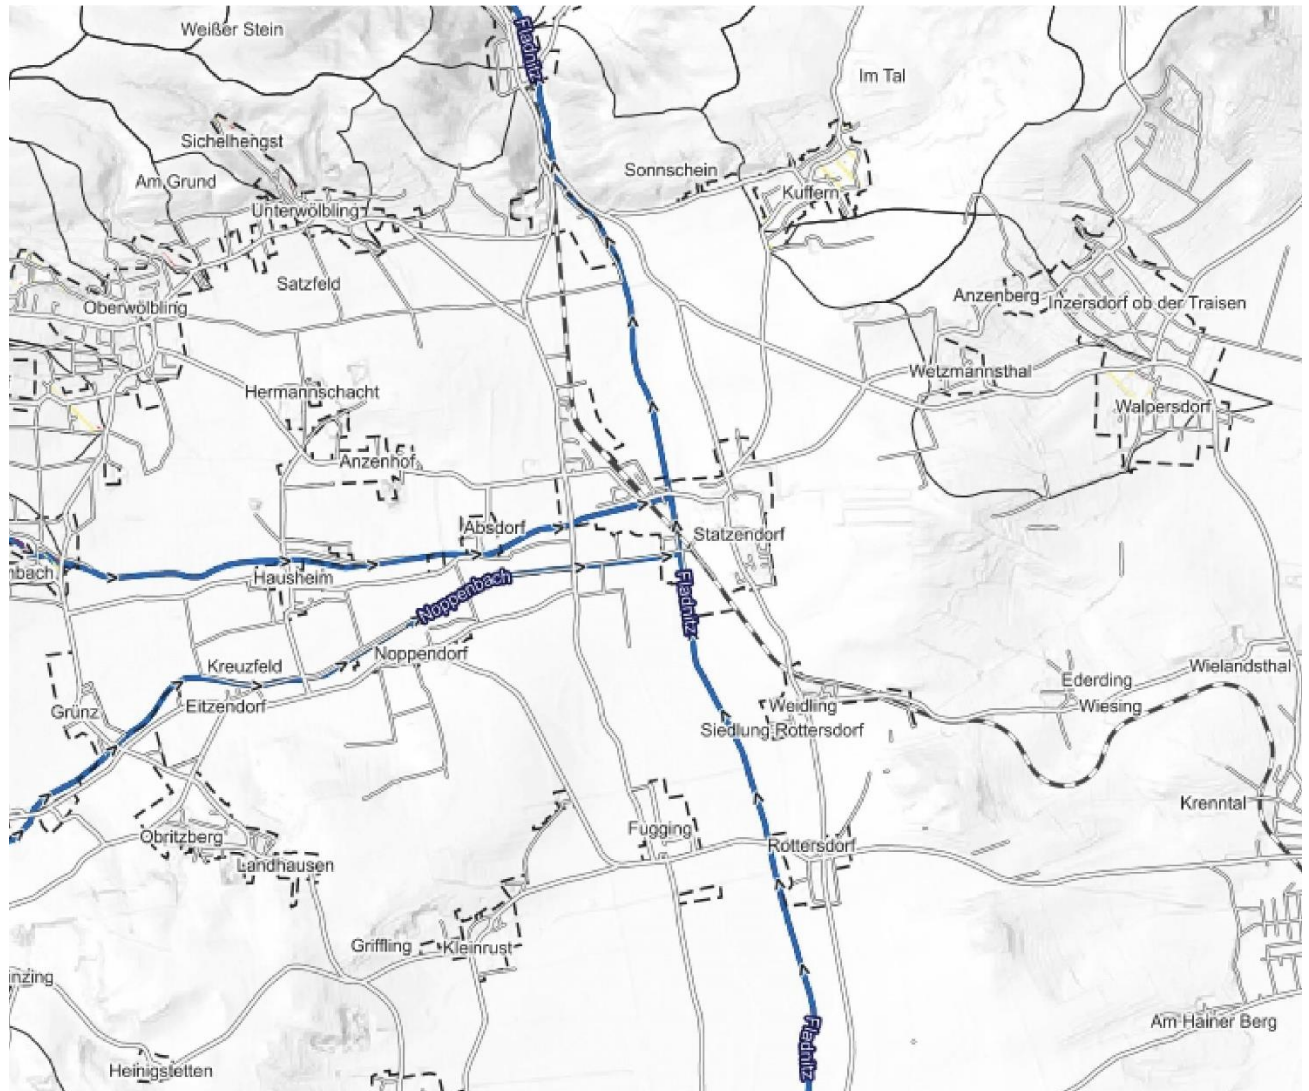 Weißer Stein
Fladnitz
Im Tal
Sichelhengst
Am Grund
Sonnschein
Kuffern
Unterwölbling
Satzfeld
Oberwölbling
Anzenberg
Inzersdorf ob der Traisen
Hermannschacht
Wetzmannsthal
Walpersdorf
Anzenhof
Absdorf
Statzendorf
nbach
Hausheim
Noppenbach
Fladnitz
Noppendorf
Kreuzfeld
Eitzendorf
Grünz
Wielandsthal
Ederding
Wiesing
Weidling
Siedlung Rottersdorf
Krenntal
Obritzberg
Fugging
Rottersdorf
Landhausen
Griffling
Kleinrust
inzing
Fladnitz
Am Hainer Berg
Heinigstetten